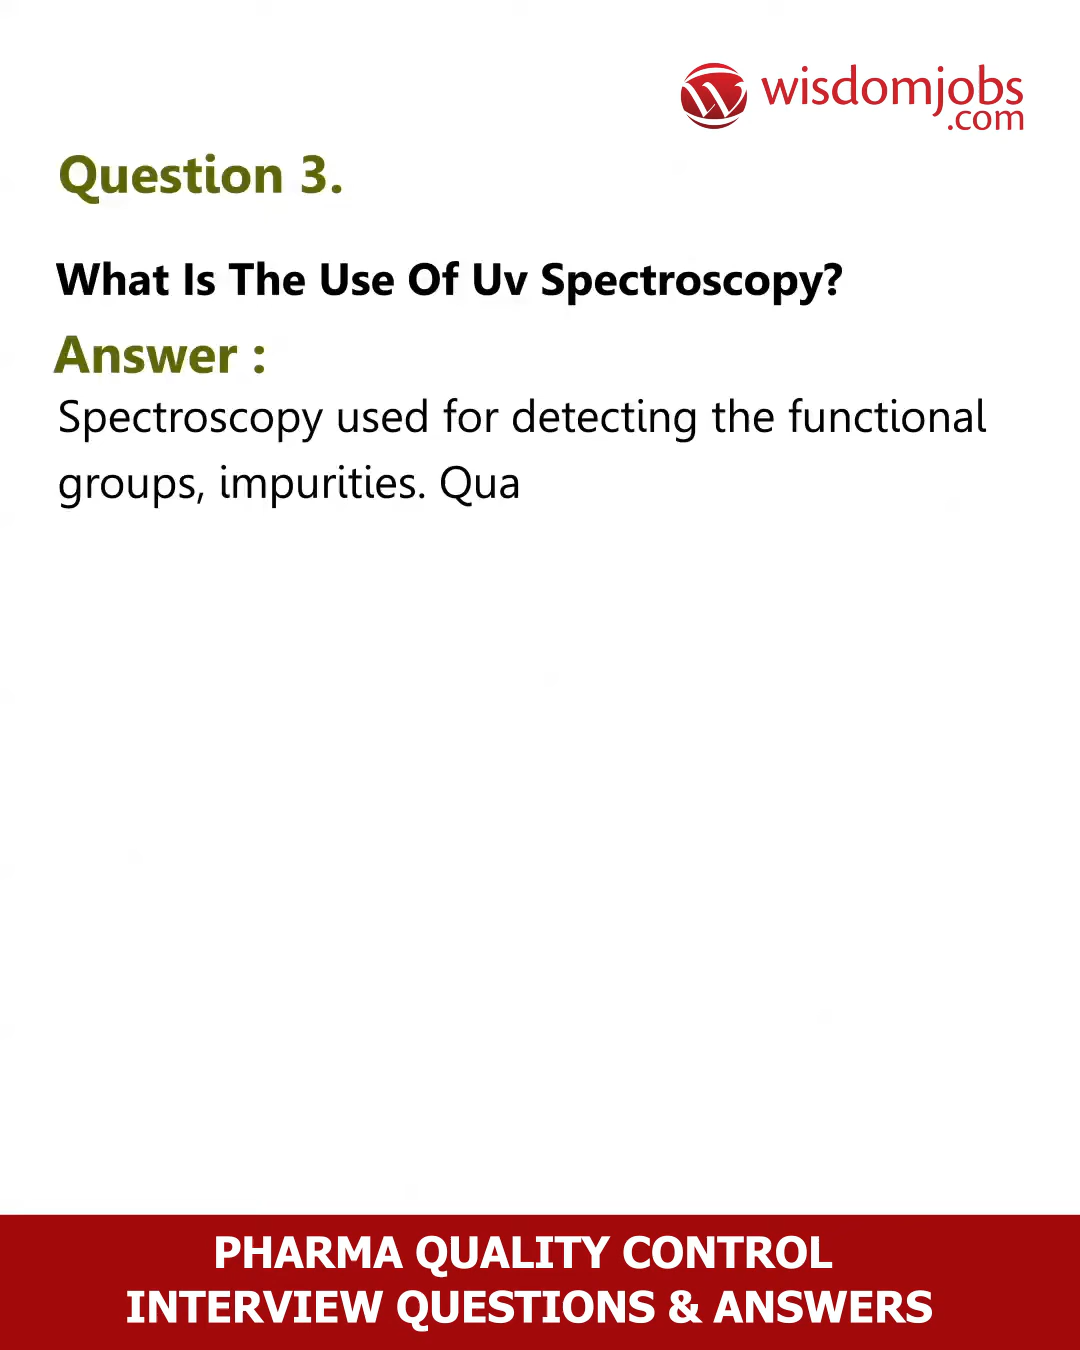 wisdomjobs
.com
Question 3.
What Is The Use Of Uv Spectroscopy?
Answer :
Spectroscopy used for detecting the functional
groups, impurities. Qua
PHARMA QUALITY CONTROL
INTERVIEW QUESTIONS & ANSWERS